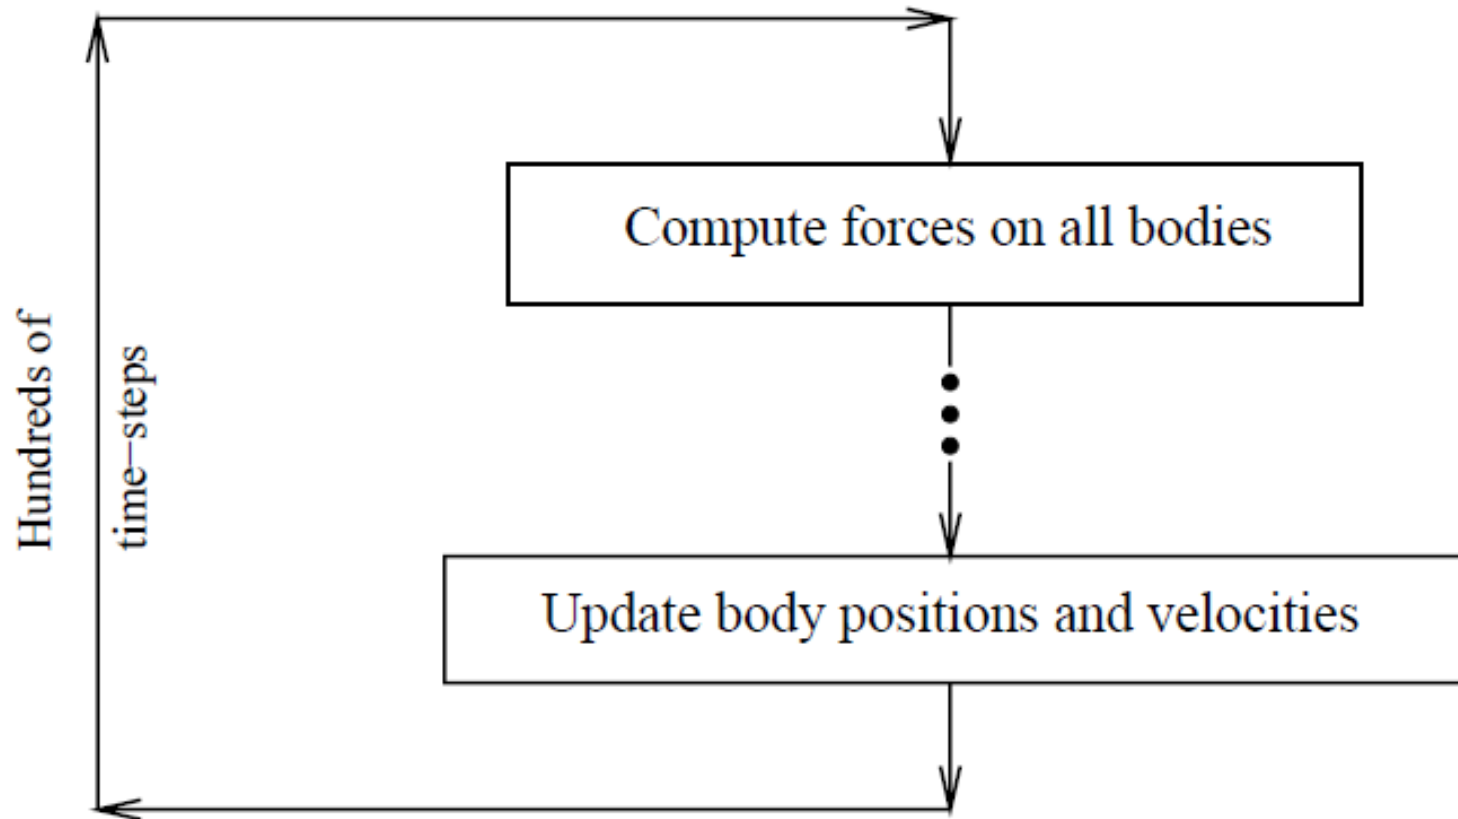 Compute forces on all bodies
Hundreds of
time−steps
Update body positions and velocities